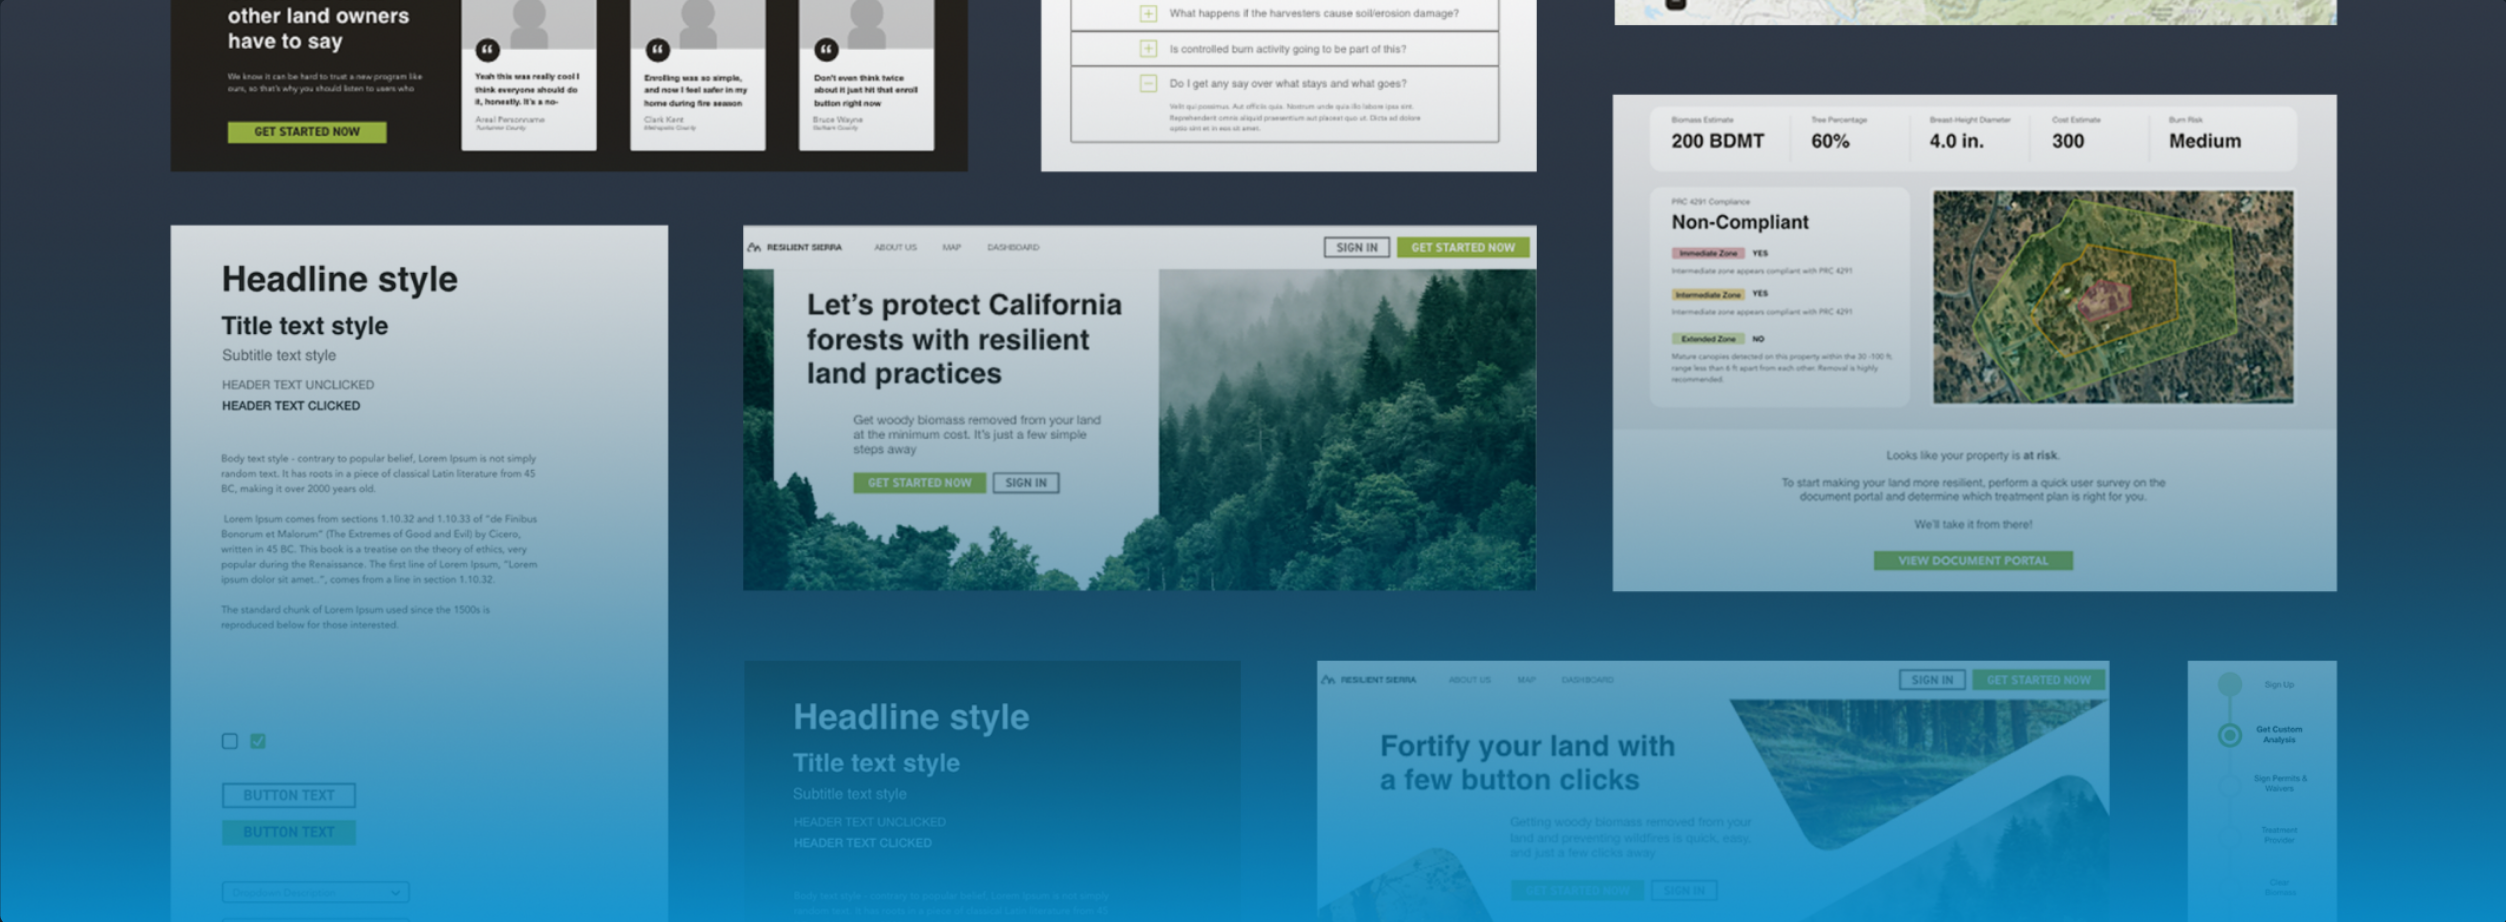 other land owners
have to say
We know it can be hard to trust a new program like
ours, so that's why you should listen to users who
GET STARTED NOW
Yeah this was really cool I
think everyone should do
it, honestly. It's a no-
Areal Personname
Enrolling was so simple,
and now I feel safer in my
home during fire season
Clark Kent
Metropolis County
Don't even think twice
about it just hit that enroll
button right now
Bruce Wayne
Gotham County
What happens if the harvesters cause soil/erosion damage?
Is controlled burn activity going to be part of this?
Do I get any say over what stays and what goes?
Velit qui possimus. Aut officiis quia. Nostrum unde quia illo labore ipsa sint.
Reprehenderit omnis aliquid praesentium aut placeat quo ut. Dicta ad dolore
optio sint et in eos sit amet.
Biomass Estimate
200 BDMT
Tree Percentage
60%
Breast-Height Diameter
4.0 in.
Cost Estimate
300
Burn Risk
Medium
PRC 4291 Compliance
Non-Compliant
Immediate Zone YES
Intermediate zone appears compliant with PRC 4291
Intermediate Zone YES
Intermediate zone appears compliant with PRC 4291
Extended Zone NO
Mature canopies detected on this property within the 30 -100 ft.
range less than 6 ft apart from each other. Removal is highly
recommended.
Looks like your property is at risk.
To start making your land more resilient, perform a quick user survey on the
document portal and determine which treatment plan is right for you.
We'll take it from there!
VIEW DOCUMENT PORTAL
Headline style
Title text style
Subtitle text style
HEADER TEXT UNCLICKED
HEADER TEXT CLICKED
Body text style - contrary to popular belief, Lorem Ipsum is not simply
random text. It has roots in a piece of classical Latin literature from 45
BC, making it over 2000 years old.
Lorem Ipsum comes from sections 1.10.32 and 1.10.33 of "de Finibus
Bonorum et Malorum" (The Extremes of Good and Evil) by Cicero,
written in 45 BC. This book is a treatise on the theory of ethics, very
popular during the Renaissance. The first line of Lorem Ipsum, "Lorem
ipsum dolor sit amet..", comes from a line in section 1.10.32.
The standard chunk of Lorem Ipsum used since the 1500s is
reproduced below for those interested.
BUTTON TEXT
BUTTON TEXT
Dropdown Description
RESILIENT SIERRA ABOUT US MAP DASHBOARD SIGN IN GET STARTED NOW
Let's protect California
forests with resilient
land practices
Get woody biomass removed from your land
at the minimum cost. It's just a few simple
steps away
GET STARTED NOW SIGN IN
Headline style
Title text style
Subtitle text style
HEADER TEXT UNCLICKED
HEADER TEXT CLICKED
Body text style - contrary to popular belief, Lorem Ipsum is not simply
random text. It has roots in a piece of classical Latin literature from 45
RESILIENT SIERRA ABOUT US MAP DASHBOARD SIGN IN GET STARTED NOW
Fortify your land with
a few button clicks
Getting woody biomass removed from your
land and preventing wildfires is quick, easy,
and just a few clicks away
GET STARTED NOW SIGN IN
Sign Up
Get Custom
Analysis
Sign Permits &
Waivers
Treatment
Provider
Clear
Biomass